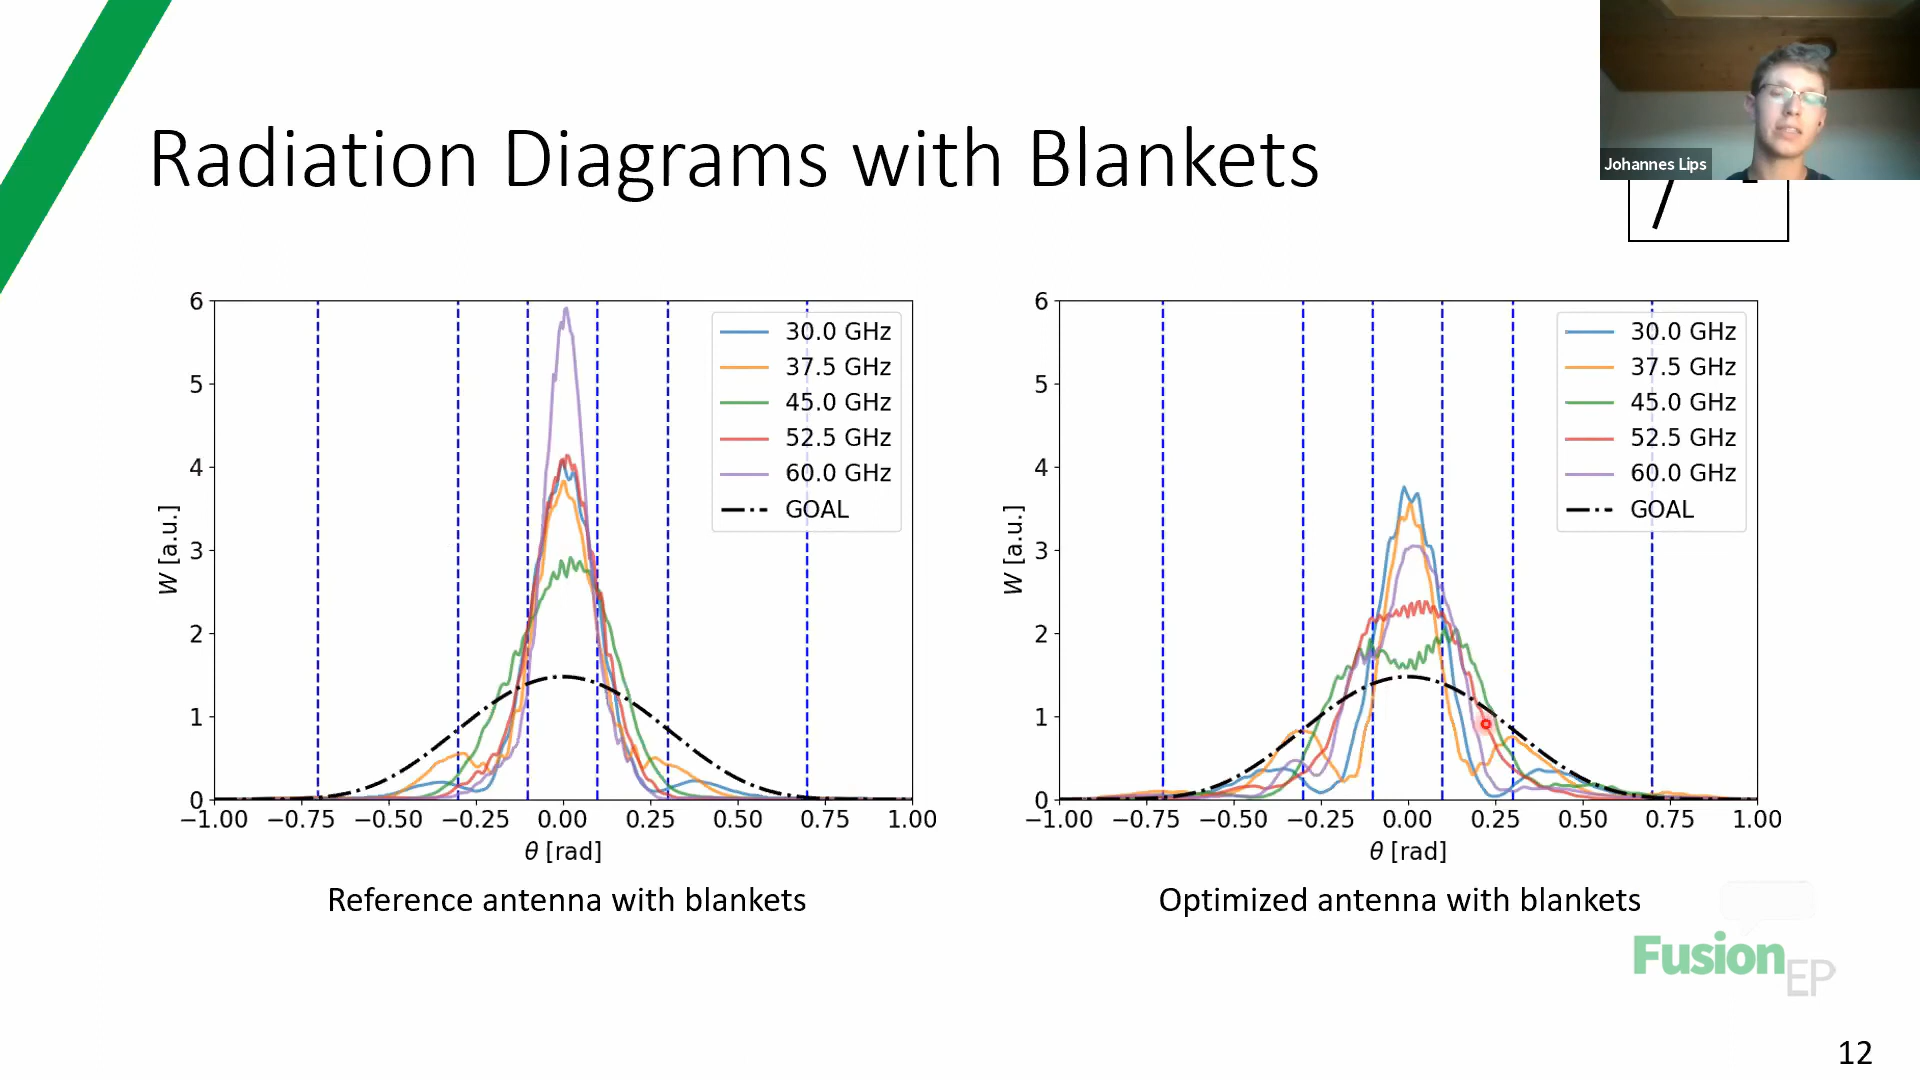 Johannes Lips
Radiation Diagrams with Blankets
6
5
4
3
2
1
0
W [a.u.]
30.0 GHz
37.5 GHz
45.0 GHz
52.5 GHz
60.0 GHz
GOAL
−1.00 −0.75 −0.50 −0.25 0.00 0.25 0.50 0.75 1.00
θ [rad]
Reference antenna with blankets
6
5
4
3
2
1
0
W [a.u.]
30.0 GHz
37.5 GHz
45.0 GHz
52.5 GHz
60.0 GHz
GOAL
−1.00 −0.75 −0.50 −0.25 0.00 0.25 0.50 0.75 1.00
θ [rad]
Optimized antenna with blankets
Fusion
EP
12